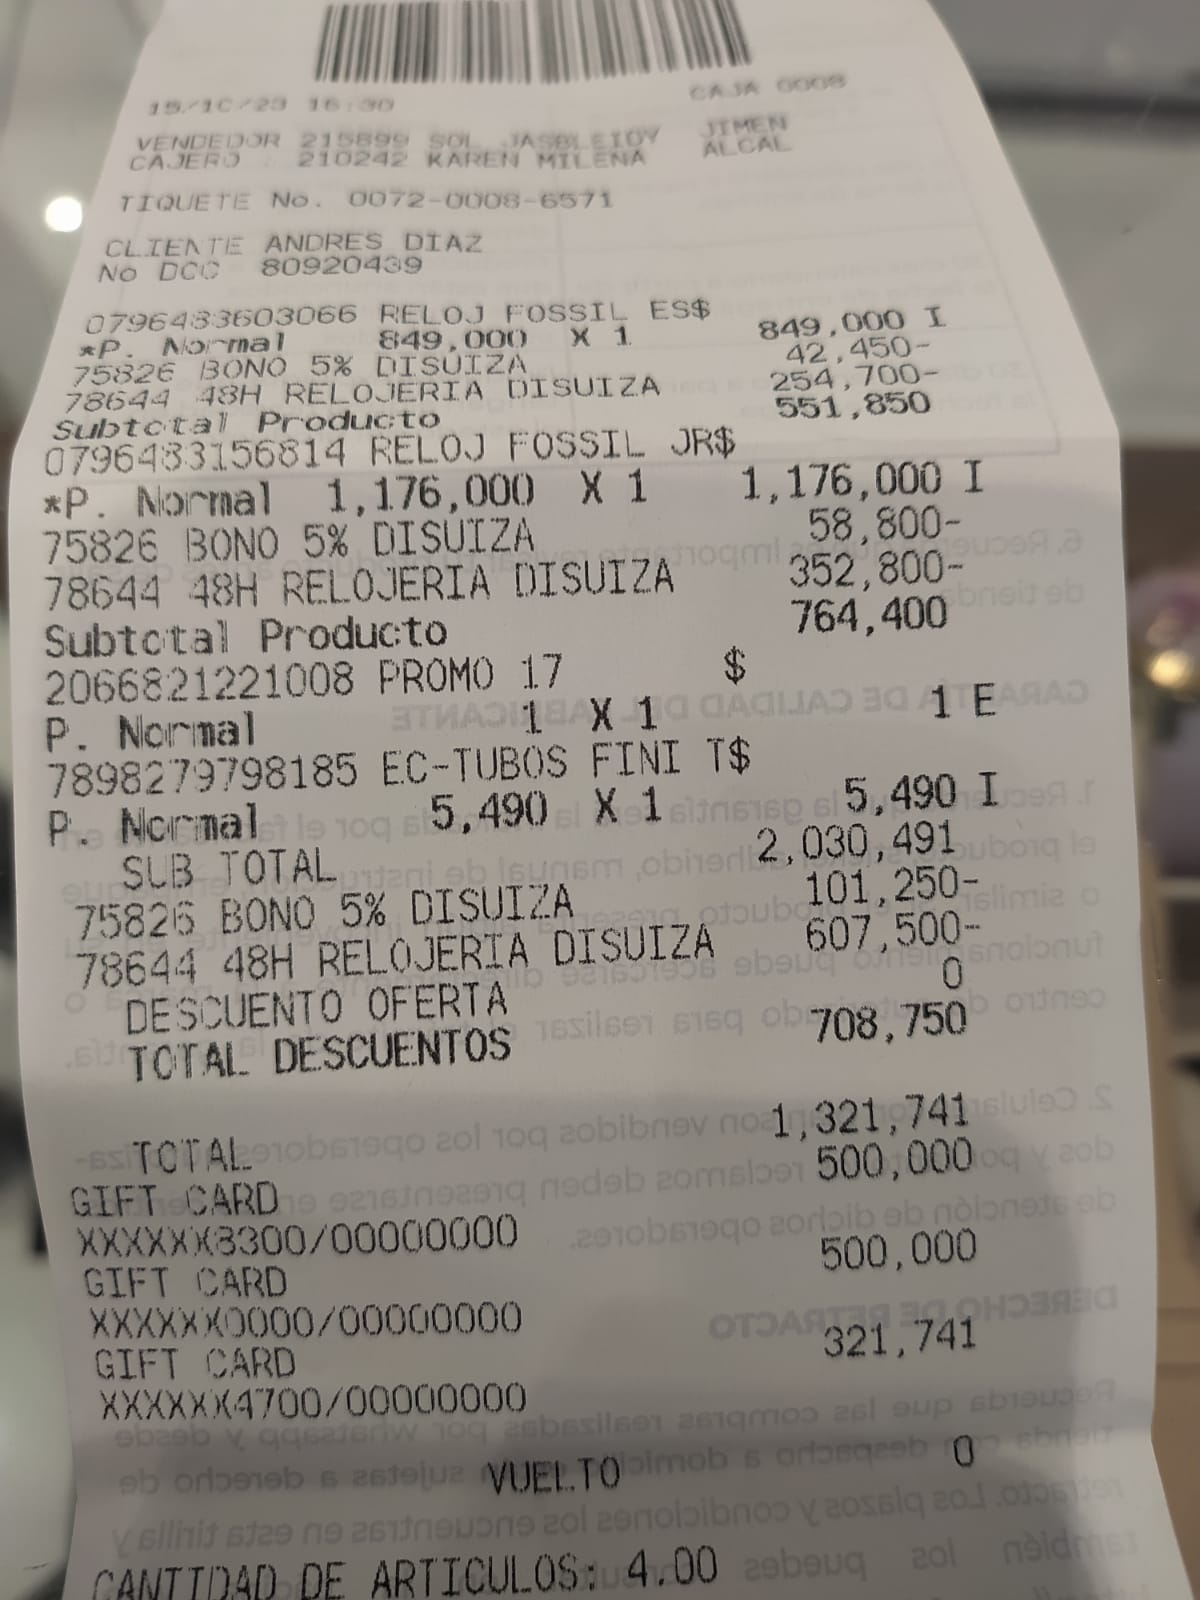 15/10/23 16:30 CAJA 0008
VENDEDOR 215899 SOL JASBLEIDY JIMEN
CAJERO : 210242 KAREN MILENA ALCAL
TIQUETE No. 0072-0008-6571
CLIENTE ANDRES DIAZ
No DCC 80920439
0796483603066 RELOJ FOSSIL ES$
*P. Normal 849,000 X 1 849,000 I
75826 BONO 5% DISUIZA 42,450-
78644 48H RELOJERIA DISUIZA 254,700-
Subtotal Producto 551,850
0796483156814 RELOJ FOSSIL JR$
*P. Normal 1,176,000 X 1 1,176,000 I
75826 BONO 5% DISUIZA 58,800-
78644 48H RELOJERIA DISUIZA 352,800-
Subtotal Producto 764,400
2066821221008 PROMO 17 $
P. Normal 1 X 1 1 E
7898279798185 EC-TUBOS FINI T$
P. Normal 5,490 X 1 5,490 I
SUB TOTAL 2,030,491
75826 BONO 5% DISUIZA 101,250-
78644 48H RELOJERIA DISUIZA 607,500-
DESCUENTO OFERTA 0
TOTAL DESCUENTOS 708,750
TOTAL 1,321,741
GIFT CARD 500,000
XXXXXX3300/00000000
GIFT CARD 500,000
XXXXXX0000/00000000
GIFT CARD 321,741
XXXXXX4700/00000000
VUELTO 0
CANTIDAD DE ARTICULOS: 4.00